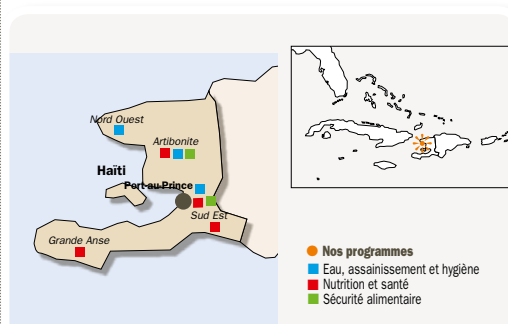 Nord Ouest
Artibonite
Haïti
Port-au-Prince
Sud Est
Grande Anse
Nos programmes
Eau, assainissement et hygiène
Nutrition et santé
Sécurité alimentaire